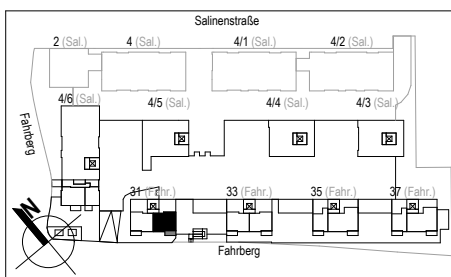 Salinenstraße
2 (Sal.) 4 (Sal.) 4/1 (Sal.) 4/2 (Sal.)
4/6 (Sal.) 4/5 (Sal.) 4/4 (Sal.) 4/3 (Sal.)
Fahrberg
31 (Fahr.) 33 (Fahr.) 35 (Fahr.) 37 (Fahr.)
N
Fahrberg